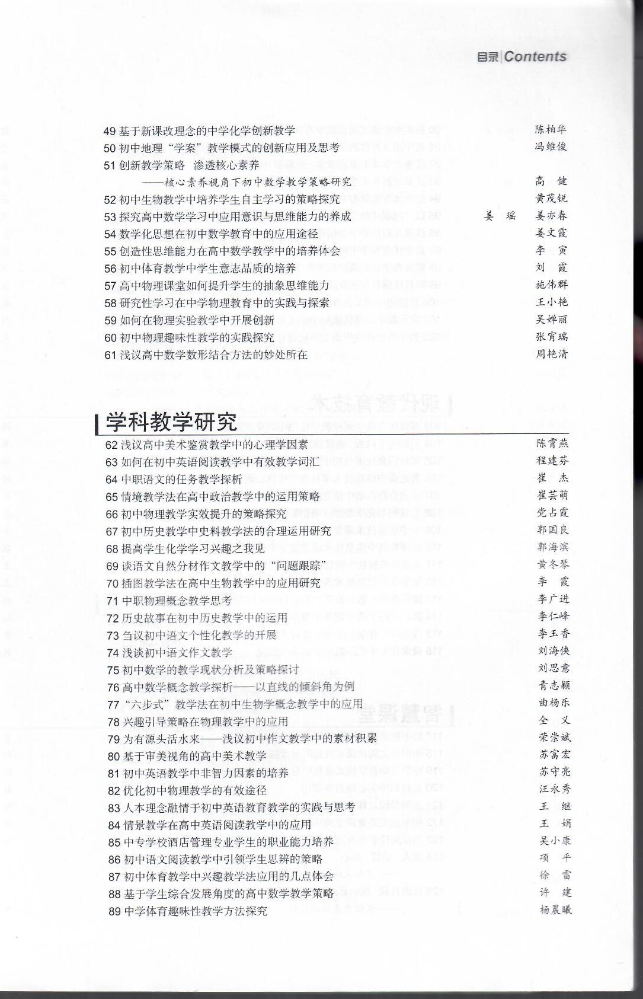 目录|Contents
49 基于新课改理念的中学化学创新教学 陈柏华
50 初中地理“学案”教学模式的创新应用及思考 冯维俊
51 创新教学策略 渗透核心素养
——核心素养视角下初中数学教学策略研究 高 健
52 初中生物教学中培养学生自主学习的策略探究 黄茂锐
53 探究高中数学学习中应用意识与思维能力的养成 姜 瑶 姜亦春
54 数学化思想在初中数学教育中的应用途径 姜文霞
55 创造性思维能力在高中数学教学中的培养体会 李 寅
56 初中体育教学中学生意志品质的培养 刘 霞
57 高中物理课堂如何提升学生的抽象思维能力 施伟群
58 研究性学习在中学物理教育中的实践与探索 王小艳
59 如何在物理实验教学中开展创新 吴婵丽
60 初中物理趣味性教学的实践探究 张宵瑞
61 浅议高中数学数形结合方法的妙处所在 周艳清
学科教学研究
62 浅议高中美术鉴赏教学中的心理学因素 陈霄燕
63 如何在初中英语阅读教学中有效教学词汇 程建芬
64 中职语文的任务教学探析 崔 杰
65 情境教学法在高中政治教学中的运用策略 崔芸萌
66 初中物理教学实效提升的策略探究 党占霞
67 初中历史教学中史料教学法的合理运用研究 郭国良
68 提高学生化学学习兴趣之我见 郭海滨
69 谈语文自然分材作文教学中的“问题跟踪” 黄冬琴
70 插图教学法在高中生物教学中的应用研究 李 霞
71 中职物理概念教学思考 李广进
72 历史故事在初中历史教学中的运用 李仁峰
73 刍议初中语文个性化教学的开展 李玉香
74 浅谈初中语文作文教学 刘海侠
75 初中数学的教学现状分析及策略探讨 刘思意
76 高中数学概念教学探析——以直线的倾斜角为例 青志颖
77 “六步式”教学法在初中生物学概念教学中的应用 曲杨乐
78 兴趣引导策略在物理教学中的应用 全 义
79 为有源头活水来——浅议初中作文教学中的素材积累 荣崇斌
80 基于审美视角的高中美术教学 苏富宏
81 初中英语教学中非智力因素的培养 苏守亮
82 优化初中物理教学的有效途径 汪永秀
83 人本理念融情于初中英语教育教学的实践与思考 王 继
84 情景教学在高中英语阅读教学中的应用 王 娟
85 中专学校酒店管理专业学生的职业能力培养 吴小康
86 初中语文阅读教学中引领学生思辨的策略 项 平
87 初中体育教学中兴趣教学法应用的几点体会 徐 雷
88 基于学生综合发展角度的高中数学教学策略 许 建
89 中学体育趣味性教学方法探究 杨晨曦